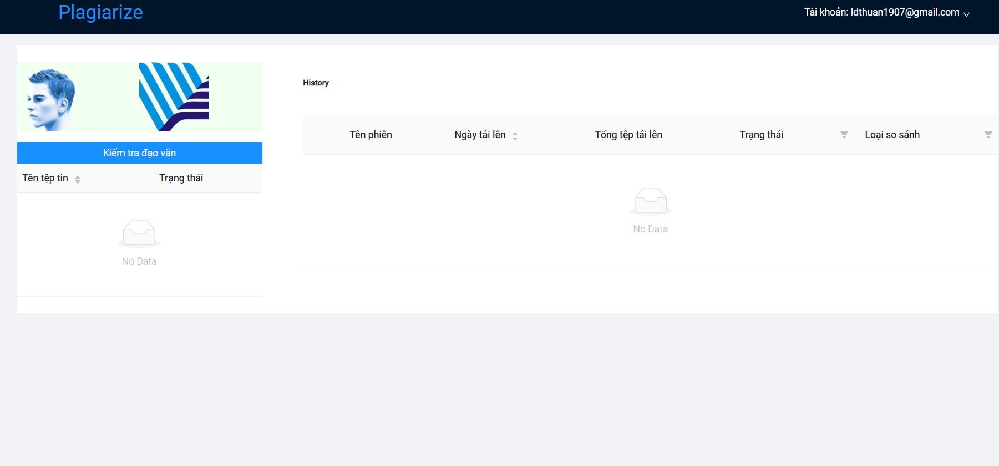 Plagiarize
Tài khoản: ldthuan1907@gmail.com
Kiểm tra đạo văn
Tên tệp tin Trạng thái
No Data
History
Tên phiên Ngày tải lên Tổng tệp tải lên Trạng thái Loại so sánh
No Data